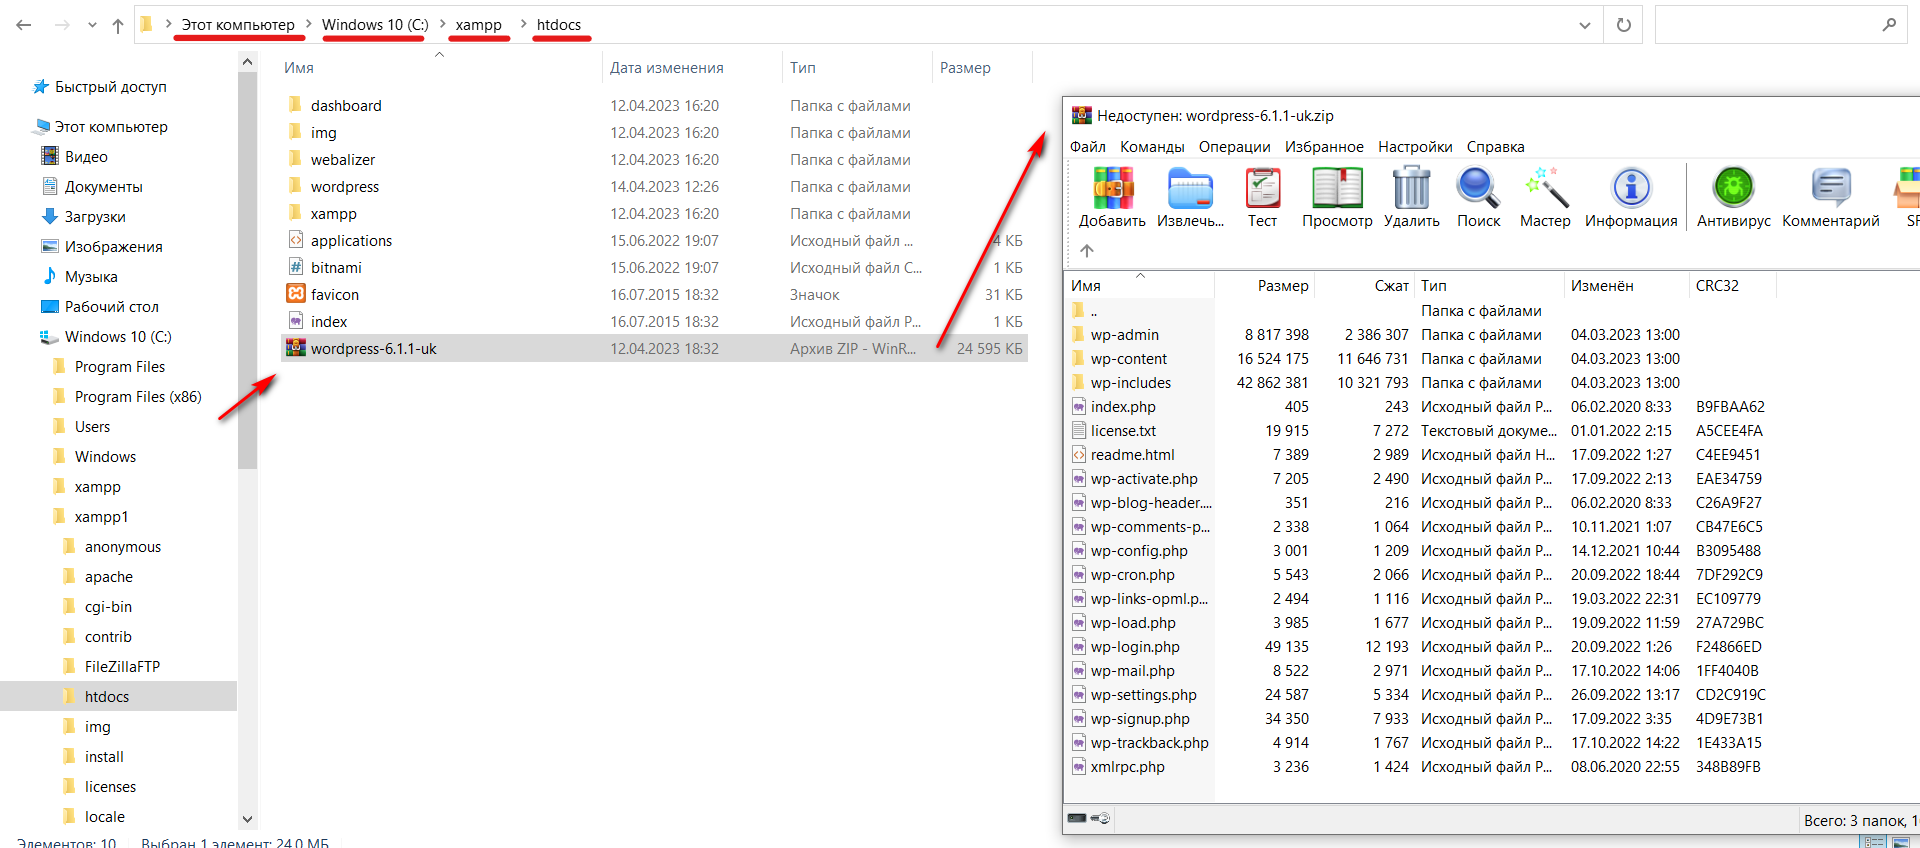 Этот компьютер Windows 10 (C:) xampp htdocs
Имя Дата изменения Тип Размер
Быстрый доступ
Этот компьютер
Видео
Документы
Загрузки
Изображения
Музыка
Рабочий стол
Windows 10 (C:)
Program Files
Program Files (x86)
Users
Windows
xampp
xampp1
anonymous
apache
cgi-bin
contrib
FileZillaFTP
htdocs
img
install
licenses
locale
dashboard 12.04.2023 16:20 Папка с файлами
img 12.04.2023 16:20 Папка с файлами
webalizer 12.04.2023 16:20 Папка с файлами
wordpress 14.04.2023 12:26 Папка с файлами
xampp 12.04.2023 16:20 Папка с файлами
applications 15.06.2022 19:07 Исходный файл ... 4 КБ
bitnami 15.06.2022 19:07 Исходный файл C... 1 КБ
favicon 16.07.2015 18:32 Значок 31 КБ
index 16.07.2015 18:32 Исходный файл P... 1 КБ
wordpress-6.1.1-uk 12.04.2023 18:32 Архив ZIP - WinR... 24 595 КБ
Элементов: 10 Выбран 1 элемент: 24,0 МБ
Недоступен: wordpress-6.1.1-uk.zip
Файл Команды Операции Избранное Настройки Справка
Добавить Извлечь... Тест Просмотр Удалить Поиск Мастер Информация Антивирус Комментарий SF
Имя Размер Сжат Тип Изменён CRC32
.. Папка с файлами
wp-admin 8 817 398 2 386 307 Папка с файлами 04.03.2023 13:00
wp-content 16 524 175 11 646 731 Папка с файлами 04.03.2023 13:00
wp-includes 42 862 381 10 321 793 Папка с файлами 04.03.2023 13:00
index.php 405 243 Исходный файл P... 06.02.2020 8:33 B9FBAA62
license.txt 19 915 7 272 Текстовый докуме... 01.01.2022 2:15 A5CEE4FA
readme.html 7 389 2 989 Исходный файл H... 17.09.2022 1:27 C4EE9451
wp-activate.php 7 205 2 490 Исходный файл P... 17.09.2022 2:13 EAE34759
wp-blog-header.... 351 216 Исходный файл P... 06.02.2020 8:33 C26A9F27
wp-comments-p... 2 338 1 064 Исходный файл P... 10.11.2021 1:07 CB47E6C5
wp-config.php 3 001 1 209 Исходный файл P... 14.12.2021 10:44 B3095488
wp-cron.php 5 543 2 066 Исходный файл P... 20.09.2022 18:44 7DF292C9
wp-links-opml.p... 2 494 1 116 Исходный файл P... 19.03.2022 22:31 EC109779
wp-load.php 3 985 1 677 Исходный файл P... 19.09.2022 11:59 27A729BC
wp-login.php 49 135 12 193 Исходный файл P... 20.09.2022 1:26 F24866ED
wp-mail.php 8 522 2 971 Исходный файл P... 17.10.2022 14:06 1FF4040B
wp-settings.php 24 587 5 334 Исходный файл P... 26.09.2022 13:17 CD2C919C
wp-signup.php 34 350 7 933 Исходный файл P... 17.09.2022 3:35 4D9E73B1
wp-trackback.php 4 914 1 767 Исходный файл P... 17.10.2022 14:22 1E433A15
xmlrpc.php 3 236 1 424 Исходный файл P... 08.06.2020 22:55 348B89FB
Всего: 3 папок, 1